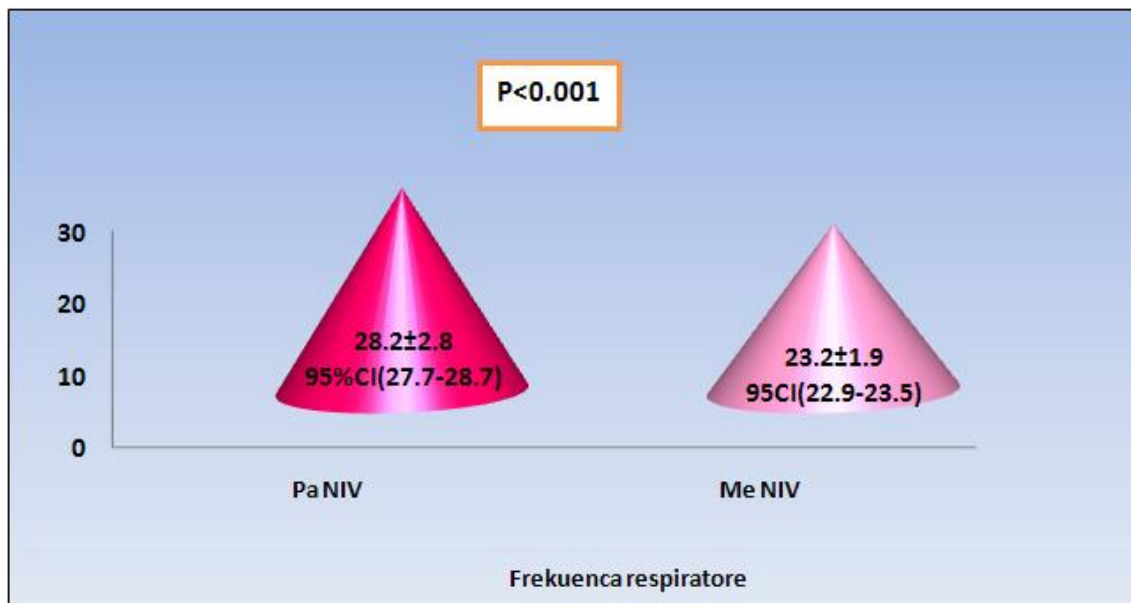 P<0.001
30
20
10
0
28.2±2.8
95%CI(27.7-28.7)
23.2±1.9
95CI(22.9-23.5)
Pa NIV
Me NIV
Frekuenca respiratore